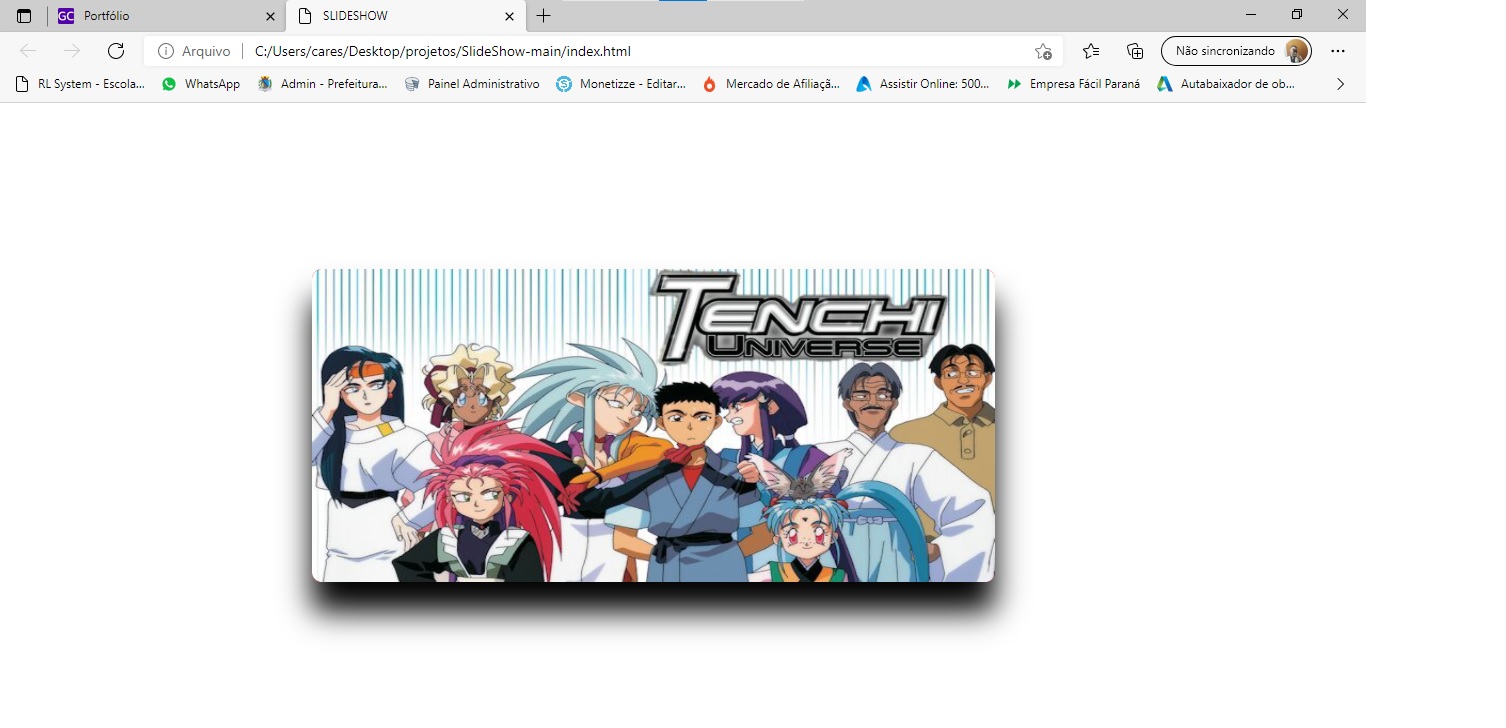 GC Portfólio
SLIDESHOW
Arquivo C:/Users/cares/Desktop/projetos/SlideShow-main/index.html
Não sincronizando
RL System - Escola... WhatsApp Admin - Prefeitura... Painel Administrativo Monetizze - Editar... Mercado de Afiliaçã... Assistir Online: 500... Empresa Fácil Paraná Autabaixador de ob...
TENCHI
UNIVERSE